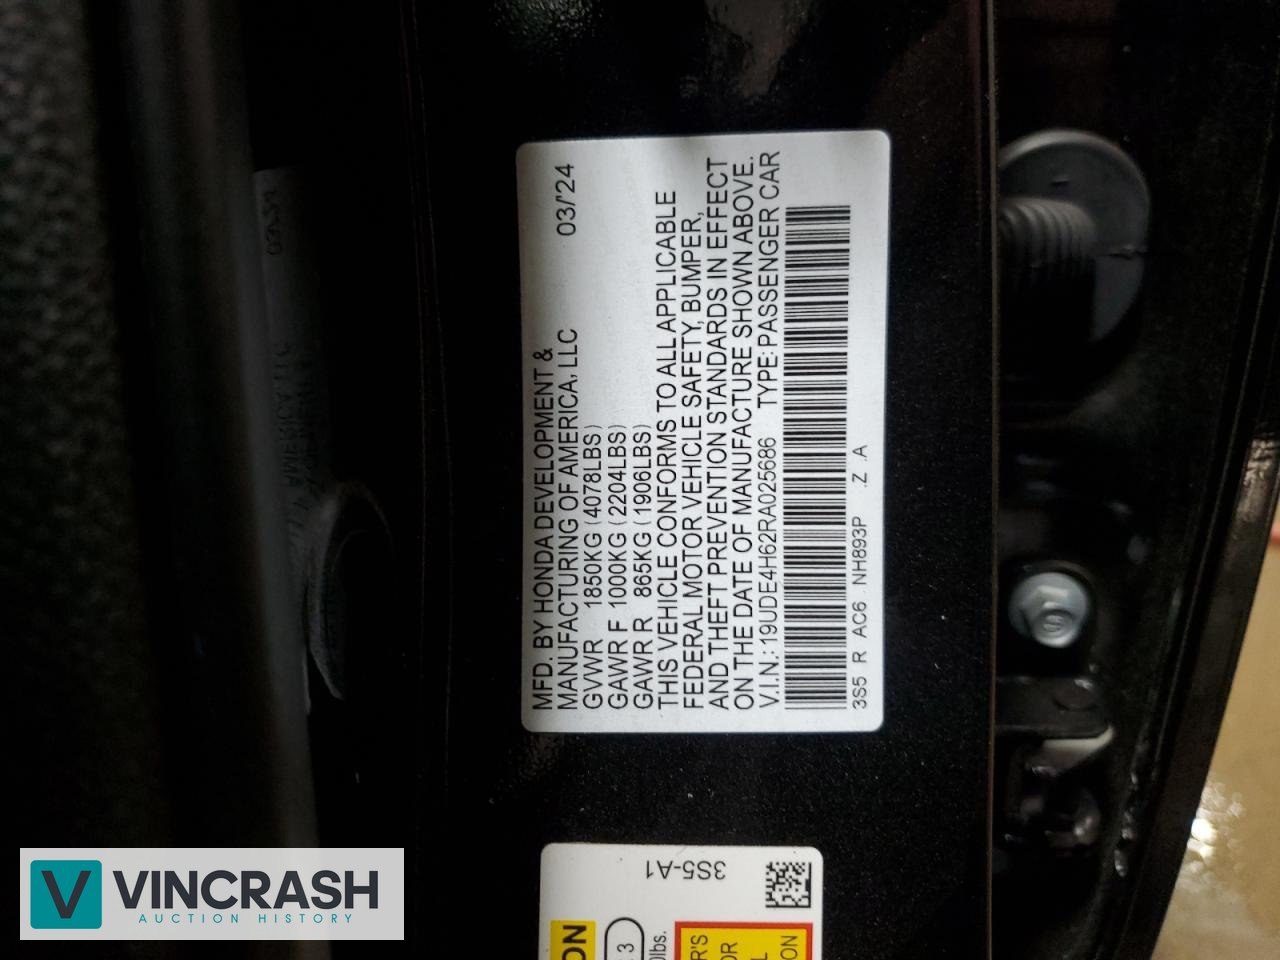 MFD. BY HONDA DEVELOPMENT &
MANUFACTURING OF AMERICA, LLC 03/'24
GVWR 1850KG (4078LBS)
GAWR F 1000KG (2204LBS)
GAWR R 865KG (1906LBS)
THIS VEHICLE CONFORMS TO ALL APPLICABLE
FEDERAL MOTOR VEHICLE SAFETY, BUMPER,
AND THEFT PREVENTION STANDARDS IN EFFECT
ON THE DATE OF MANUFACTURE SHOWN ABOVE.
V.I.N.: 19UDE4H62RA025686 TYPE: PASSENGER CAR
3S5 R AC6 NH893P .Z .A
3S5-A1
3
lbs.
VINCRASH
AUCTION HISTORY